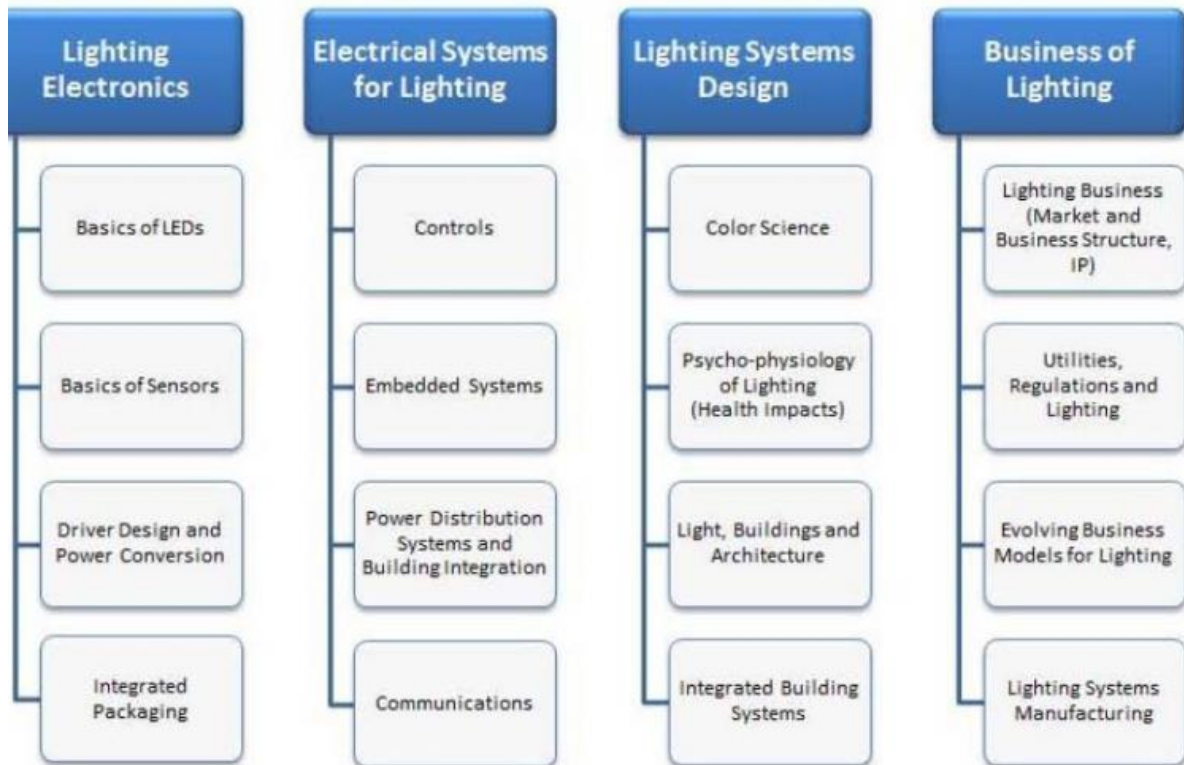 Lighting
Electronics
Basics of LEDs
Basics of Sensors
Driver Design and
Power Conversion
Integrated
Packaging
Electrical Systems
for Lighting
Controls
Embedded Systems
Power Distribution
Systems and
Building Integration
Communications
Lighting Systems
Design
Color Science
Psycho-physiology
of Lighting
(Health Impacts)
Light, Buildings and
Architecture
Integrated Building
Systems
Business of
Lighting
Lighting Business
(Market and
Business Structure,
IP)
Utilities,
Regulations and
Lighting
Evolving Business
Models for Lighting
Lighting Systems
Manufacturing